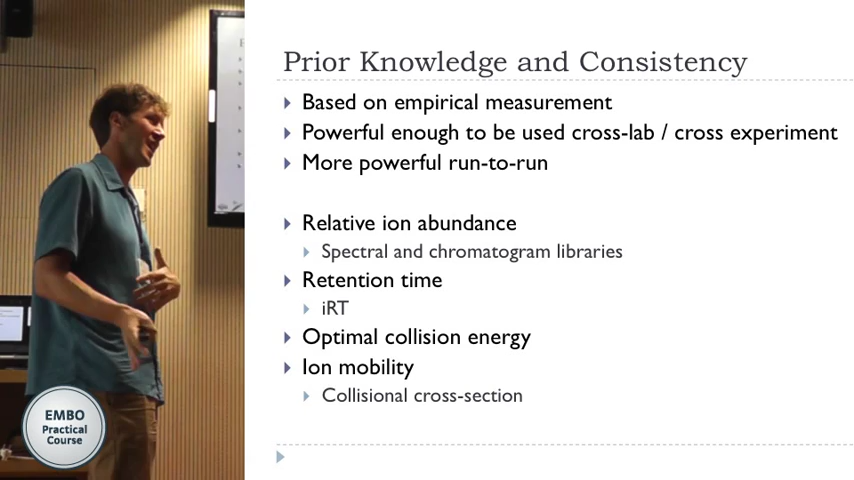 Prior Knowledge and Consistency
Based on empirical measurement
Powerful enough to be used cross-lab / cross experiment
More powerful run-to-run
Relative ion abundance
Spectral and chromatogram libraries
Retention time
iRT
Optimal collision energy
Ion mobility
Collisional cross-section
EMBO
Practical
Course